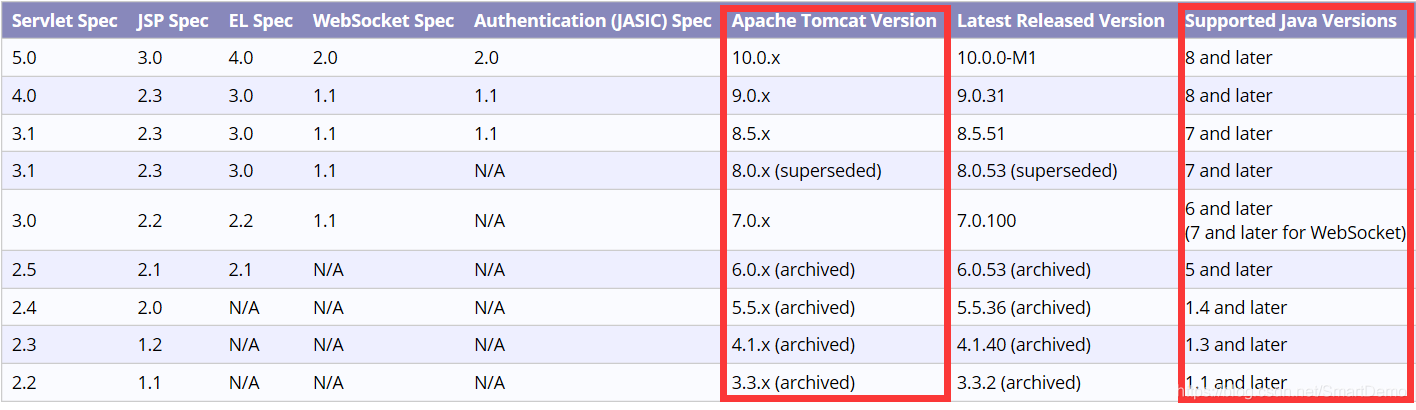 Servlet Spec JSP Spec EL Spec WebSocket Spec Authentication (JASIC) Spec Apache Tomcat Version Latest Released Version Supported Java Versions
5.0 3.0 4.0 2.0 2.0 10.0.x 10.0.0-M1 8 and later
4.0 2.3 3.0 1.1 1.1 9.0.x 9.0.31 8 and later
3.1 2.3 3.0 1.1 1.1 8.5.x 8.5.51 7 and later
3.1 2.3 3.0 1.1 N/A 8.0.x (superseded) 8.0.53 (superseded) 7 and later
3.0 2.2 2.2 1.1 N/A 7.0.x 7.0.100 6 and later
(7 and later for WebSocket)
2.5 2.1 2.1 N/A N/A 6.0.x (archived) 6.0.53 (archived) 5 and later
2.4 2.0 N/A N/A N/A 5.5.x (archived) 5.5.36 (archived) 1.4 and later
2.3 1.2 N/A N/A N/A 4.1.x (archived) 4.1.40 (archived) 1.3 and later
2.2 1.1 N/A N/A N/A 3.3.x (archived) 3.3.2 (archived) 1.1 and later